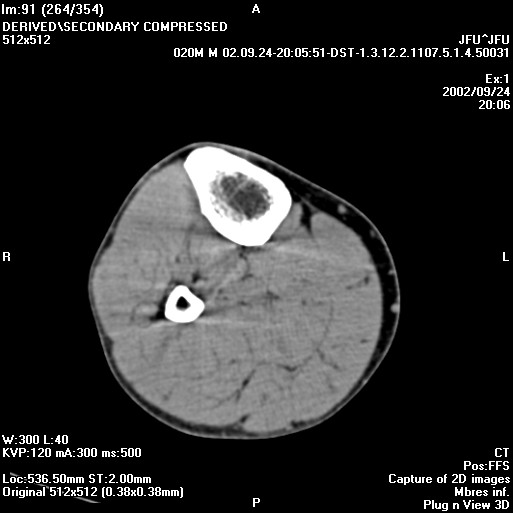 Im:91 (264/354)
A
DERIVED\SECONDARY COMPRESSED
512x512
JFU^JFU
020M M 02.09.24-20:05:51-DST-1.3.12.2.1107.5.1.4.50031
Ex:1
2002/09/24
20:06
R
L
W:300 L:40
KVP:120 mA:300 ms:500
CT
Pos:FFS
Loc:536.50mm ST:2.00mm
Capture of 2D images
Original 512x512 (0.38x0.38mm)
Mbres inf.
P
Plug n View 3D